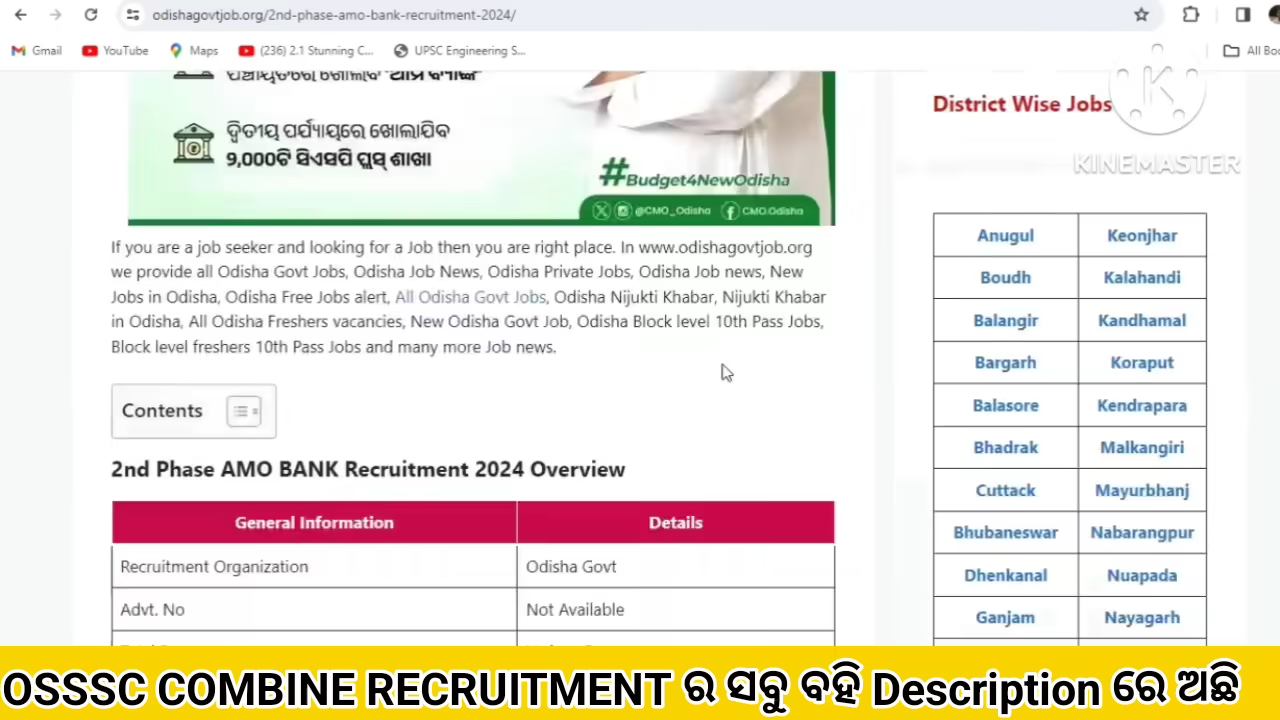 odishagovtjob.org/2nd-phase-amo-bank-recruitment-2024/
Gmail YouTube Maps (236) 2.1 Stunning C... UPSC Engineering S... All Boo
ପଞ୍ଚାୟତରେ ଖୋଲିବ 'ଆମ ବ୍ୟାଙ୍କ'
ଦ୍ୱିତୀୟ ପର୍ଯ୍ୟାୟରେ ଖୋଲାଯିବ
୨,000ଟି ସିଏସପି ପ୍ଲସ୍ ଶାଖା
#Budget4NewOdisha
@CMO_Odisha CMO.Odisha
If you are a job seeker and looking for a Job then you are right place. In www.odishagovtjob.org
we provide all Odisha Govt Jobs, Odisha Job News, Odisha Private Jobs, Odisha Job news, New
Jobs in Odisha, Odisha Free Jobs alert, All Odisha Govt Jobs, Odisha Nijukti Khabar, Nijukti Khabar
in Odisha, All Odisha Freshers vacancies, New Odisha Govt Job, Odisha Block level 10th Pass Jobs,
Block level freshers 10th Pass Jobs and many more Job news.
Contents
2nd Phase AMO BANK Recruitment 2024 Overview
General Information Details
Recruitment Organization Odisha Govt
Advt. No Not Available
District Wise Jobs
KINEMASTER
Anugul Keonjhar
Boudh Kalahandi
Balangir Kandhamal
Bargarh Koraput
Balasore Kendrapara
Bhadrak Malkangiri
Cuttack Mayurbhanj
Bhubaneswar Nabarangpur
Dhenkanal Nuapada
Ganjam Nayagarh
OSSSC COMBINE RECRUITMENT ର ସବୁ ବହି Description ରେ ଅଛି